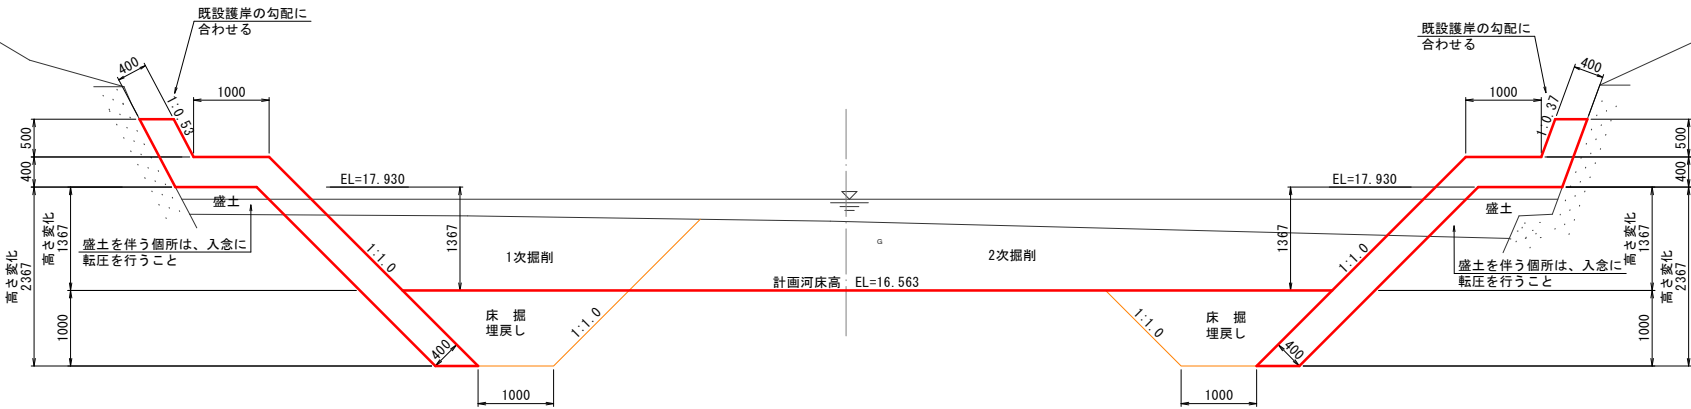 既設護岸の勾配に
合わせる
既設護岸の勾配に
合わせる
400
400
1:0.53
1000
1000
1:0.37
500
400
500
400
EL=17.930
EL=17.930
盛土
盛土
高さ変化
1367
高さ変化
2367
1000
盛土を伴う個所は、入念に
転圧を行うこと
1:1.0
1367
1次掘削
G
2次掘削
1367
1:1.0
盛土を伴う個所は、入念に
転圧を行うこと
高さ変化
1367
高さ変化
2367
1000
計画河床高 EL=16.563
床 掘
埋戻し
1:1.0
1:1.0
床 掘
埋戻し
400
400
1000
1000